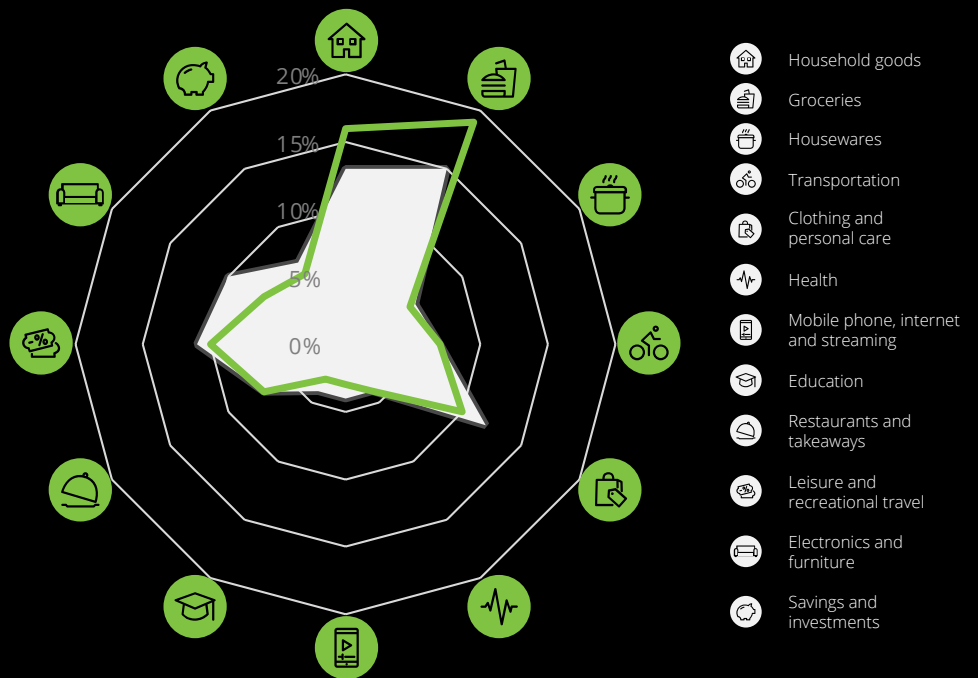 20%
15%
10%
5%
0%
%
Household goods
Groceries
Housewares
Transportation
Clothing and
personal care
Health
Mobile phone, internet
and streaming
Education
Restaurants and
takeaways
%
Leisure and
recreational travel
Electronics and
furniture
Savings and
investments